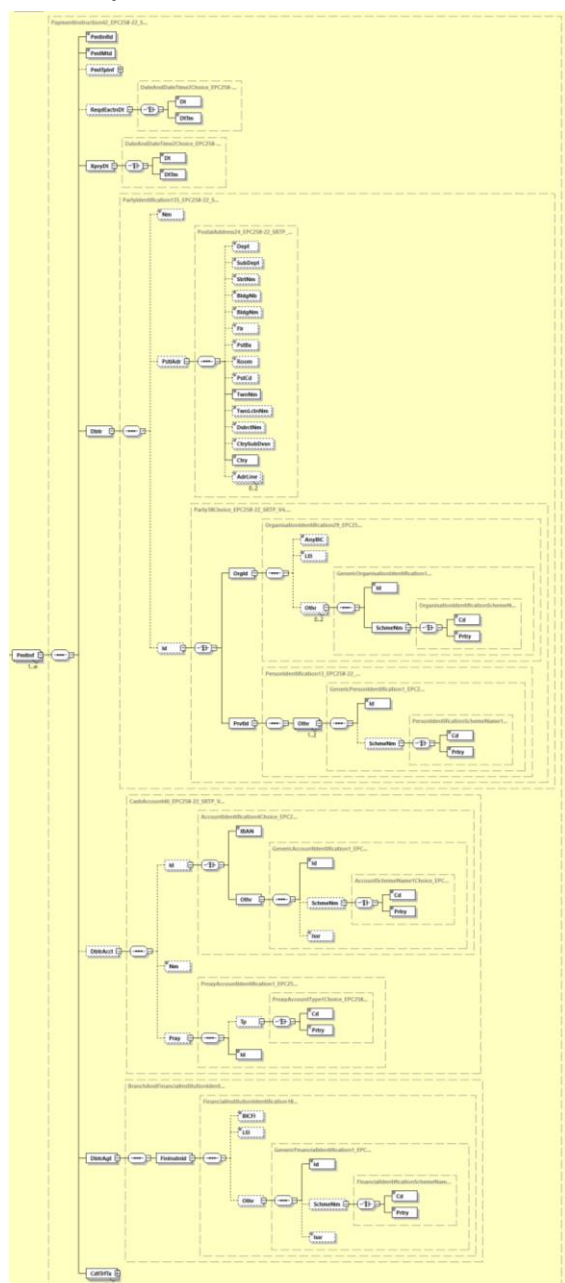 PaymentInstruction42_EPC258-22_S...
PmtInfId
PmtMtd
PmtTpInf
DateAndDateTime2Choice_EPC258-...
ReqdExctnDt
Dt
DtTm
DateAndDateTime2Choice_EPC258-...
XpryDt
Dt
DtTm
PartyIdentification135_EPC258-22_S...
Nm
PostalAddress24_EPC258-22_SRTP_...
Dept
SubDept
StrtNm
BldgNb
BldgNm
Flr
PstBx
PstlAdr
Room
PstCd
TwnNm
TwnLctnNm
Dbtr
DstrctNm
CtrySubDvsn
Ctry
AdrLine
0..2
Party38Choice_EPC258-22_SRTP_V4...
OrganisationIdentification29_EPC25...
AnyBIC
LEI
OrgId
GenericOrganisationIdentification1...
Id
Othr
0..2
OrganisationIdentificationSchemeN...
SchmeNm
Cd
Prtry
Id
PmtInf
1..∞
PersonIdentification13_EPC258-22_...
GenericPersonIdentification1_EPC2...
Id
PrvtId
Othr
1..2
PersonIdentificationSchemeName1...
SchmeNm
Cd
Prtry
CashAccount40_EPC258-22_SRTP_V...
AccountIdentification4Choice_EPC2...
IBAN
GenericAccountIdentification1_EPC...
Id
Id
Othr
AccountSchemeName1Choice_EPC...
SchmeNm
Cd
Prtry
Issr
DbtrAcct
Nm
ProxyAccountIdentification1_EPC25...
ProxyAccountType1Choice_EPC258...
Tp
Cd
Prtry
Prxy
Id
BranchAndFinancialInstitutionIdent...
FinancialInstitutionIdentification18...
BICFI
LEI
DbtrAgt
FinInstnId
GenericFinancialIdentification1_EPC...
Id
Othr
FinancialIdentificationSchemeNam...
SchmeNm
Cd
Prtry
Issr
CdtTrfTx